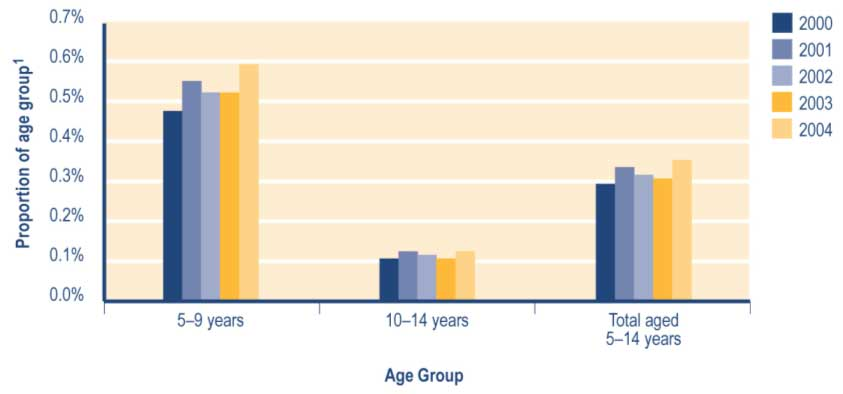 0.7%
0.6%
0.5%
0.4%
0.3%
0.2%
0.1%
0.0%
Proportion of age group¹
5–9 years
10–14 years
Total aged
5–14 years
Age Group
2000
2001
2002
2003
2004